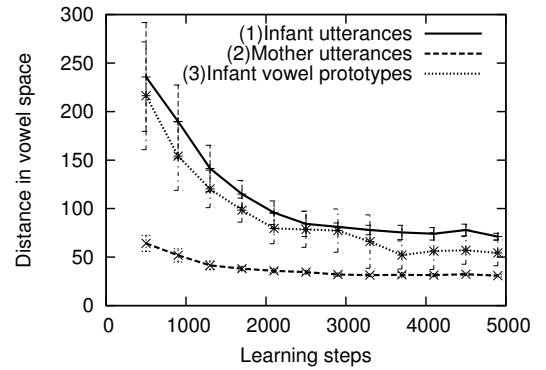 300
250
200
150
100
50
0
Distance in vowel space
(1)Infant utterances
(2)Mother utterances
(3)Infant vowel prototypes
0 1000 2000 3000 4000 5000
Learning steps